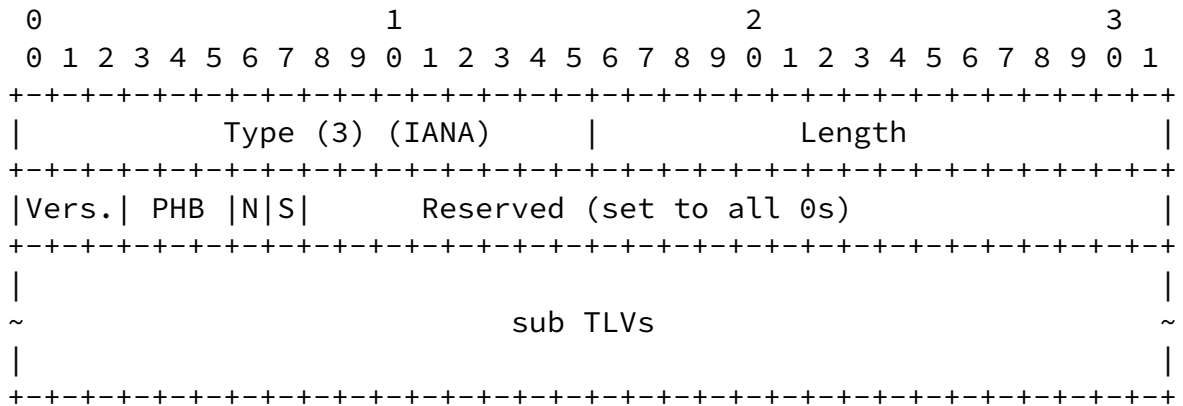 0                   1                   2                   3
 0 1 2 3 4 5 6 7 8 9 0 1 2 3 4 5 6 7 8 9 0 1 2 3 4 5 6 7 8 9 0 1
+-+-+-+-+-+-+-+-+-+-+-+-+-+-+-+-+-+-+-+-+-+-+-+-+-+-+-+-+-+-+-+-+
|           Type (3) (IANA)     |           Length              |
+-+-+-+-+-+-+-+-+-+-+-+-+-+-+-+-+-+-+-+-+-+-+-+-+-+-+-+-+-+-+-+-+
|Vers.| PHB |N|S|      Reserved (set to all 0s)                 |
+-+-+-+-+-+-+-+-+-+-+-+-+-+-+-+-+-+-+-+-+-+-+-+-+-+-+-+-+-+-+-+-+
|                                                               |
~                           sub TLVs                            ~
|                                                               |
+-+-+-+-+-+-+-+-+-+-+-+-+-+-+-+-+-+-+-+-+-+-+-+-+-+-+-+-+-+-+-+-+